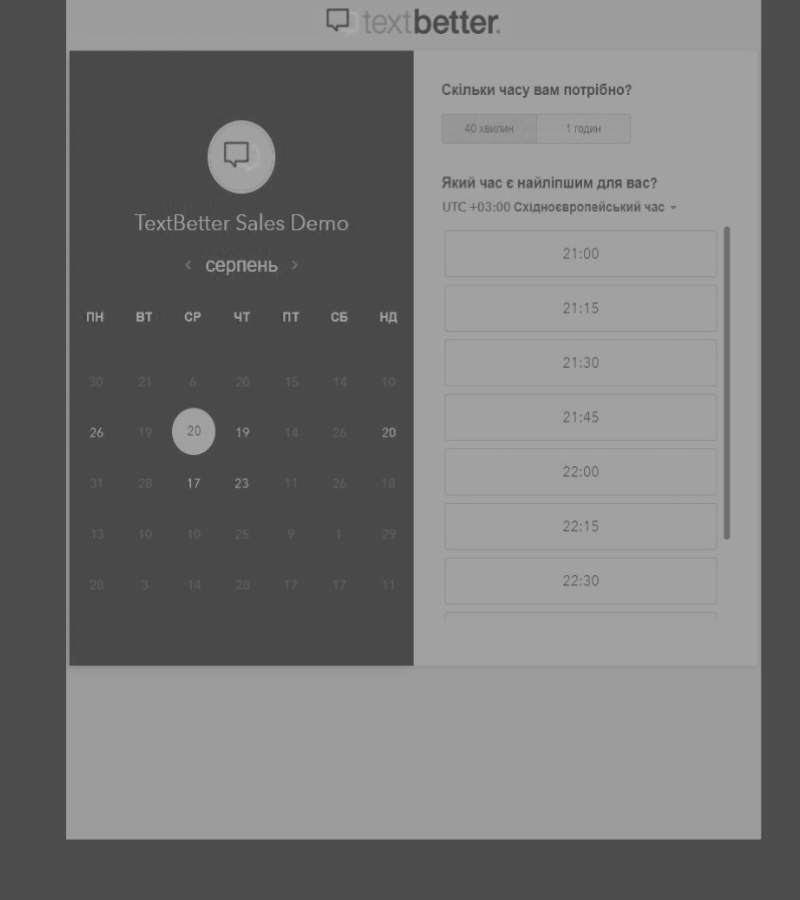 textbetter.
TextBetter Sales Demo
‹ серпень ›
ПН ВТ СР ЧТ ПТ СБ НД
30 21 6 20 15 14 10
26 19 20 19 14 26 20
31 28 17 23 11 26 18
13 10 10 25 9 1 29
28 3 14 28 17 17 11
Скільки часу вам потрібно?
40 хвилин 1 годин
Який час є найліпшим для вас?
UTC +03:00 Східноєвропейський час
21:00
21:15
21:30
21:45
22:00
22:15
22:30